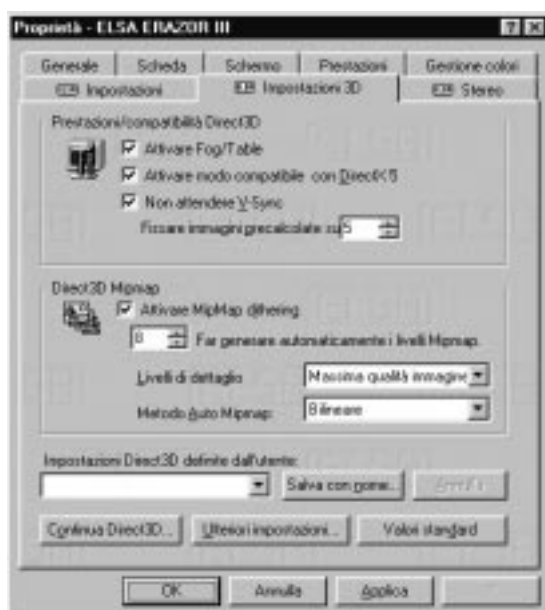 Proprietà - ELSA ERAZOR III
Generale Scheda Schermo Prestazioni Gestione colori
Impostazioni Impostazioni 3D Stereo
Prestazioni/compatibilità Direct3D
Attivare Fog/Table
Attivare modo compatibile con DirectX 5
Non attendere V-Sync
Fissare immagini precalcolate su 5
Direct3D Mipmap
Attivare MipMap dithering
8 Far generare automaticamente i livelli Mipmap.
Livelli di dettaglio Massima qualità immagine
Metodo Auto Mipmap: Bilineare
Impostazioni Direct3D definite dall'utente:
Salva con nome... Annulla
Continua Direct3D... Ulteriori impostazioni... Valori standard
OK Annulla Applica